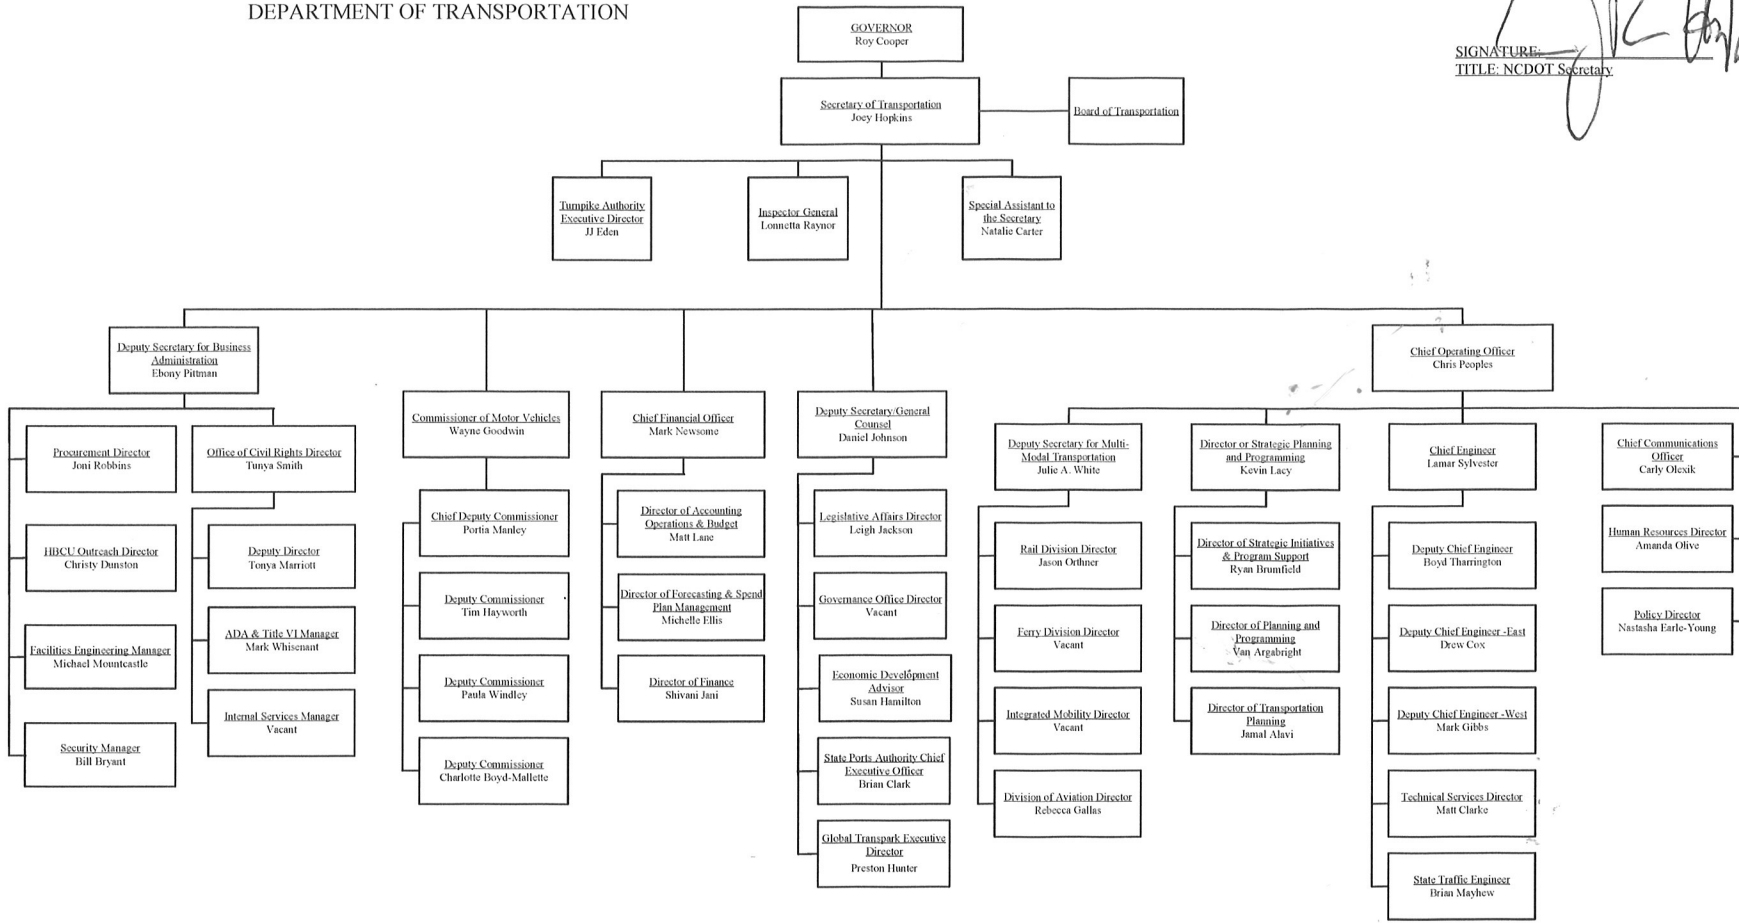 DEPARTMENT OF TRANSPORTATION
GOVERNOR
Roy Cooper
SIGNATURE:
TITLE: NCDOT Secretary
Secretary of Transportation
Joey Hopkins
Board of Transportation
Turnpike Authority
Executive Director
JJ Eden
Inspector General
Lonnetta Raynor
Special Assistant to
the Secretary
Natalie Carter
Deputy Secretary for Business
Administration
Ebony Pittman
Procurement Director
Joni Robbins
HBCU Outreach Director
Christy Dunston
Facilities Engineering Manager
Michael Mountcastle
Security Manager
Bill Bryant
Office of Civil Rights Director
Tunya Smith
Deputy Director
Tonya Marriott
ADA & Title VI Manager
Mark Whisenant
Internal Services Manager
Vacant
Commissioner of Motor Vehicles
Wayne Goodwin
Chief Deputy Commissioner
Portia Manley
Deputy Commissioner
Tim Hayworth
Deputy Commissioner
Paula Windley
Deputy Commissioner
Charlotte Boyd-Mallette
Chief Financial Officer
Mark Newsome
Director of Accounting
Operations & Budget
Matt Lane
Director of Forecasting & Spend
Plan Management
Michelle Ellis
Director of Finance
Shivani Jani
Deputy Secretary/General
Counsel
Daniel Johnson
Legislative Affairs Director
Leigh Jackson
Governance Office Director
Vacant
Economic Development
Advisor
Susan Hamilton
State Ports Authority Chief
Executive Officer
Brian Clark
Global Transpark Executive
Director
Preston Hunter
Chief Operating Officer
Chris Peoples
Deputy Secretary for Multi-
Modal Transportation
Julie A. White
Rail Division Director
Jason Orthner
Ferry Division Director
Vacant
Integrated Mobility Director
Vacant
Division of Aviation Director
Rebecca Gallas
Director or Strategic Planning
and Programming
Kevin Lacy
Director of Strategic Initiatives
& Program Support
Ryan Brumfield
Director of Planning and
Programming
Van Argabright
Director of Transportation
Planning
Jamal Alavi
Chief Engineer
Lamar Sylvester
Deputy Chief Engineer
Boyd Tharrington
Deputy Chief Engineer -East
Drew Cox
Deputy Chief Engineer -West
Mark Gibbs
Technical Services Director
Matt Clarke
State Traffic Engineer
Brian Mayhew
Chief Communications
Officer
Carly Olexik
Human Resources Director
Amanda Olive
Policy Director
Nastasha Earle-Young